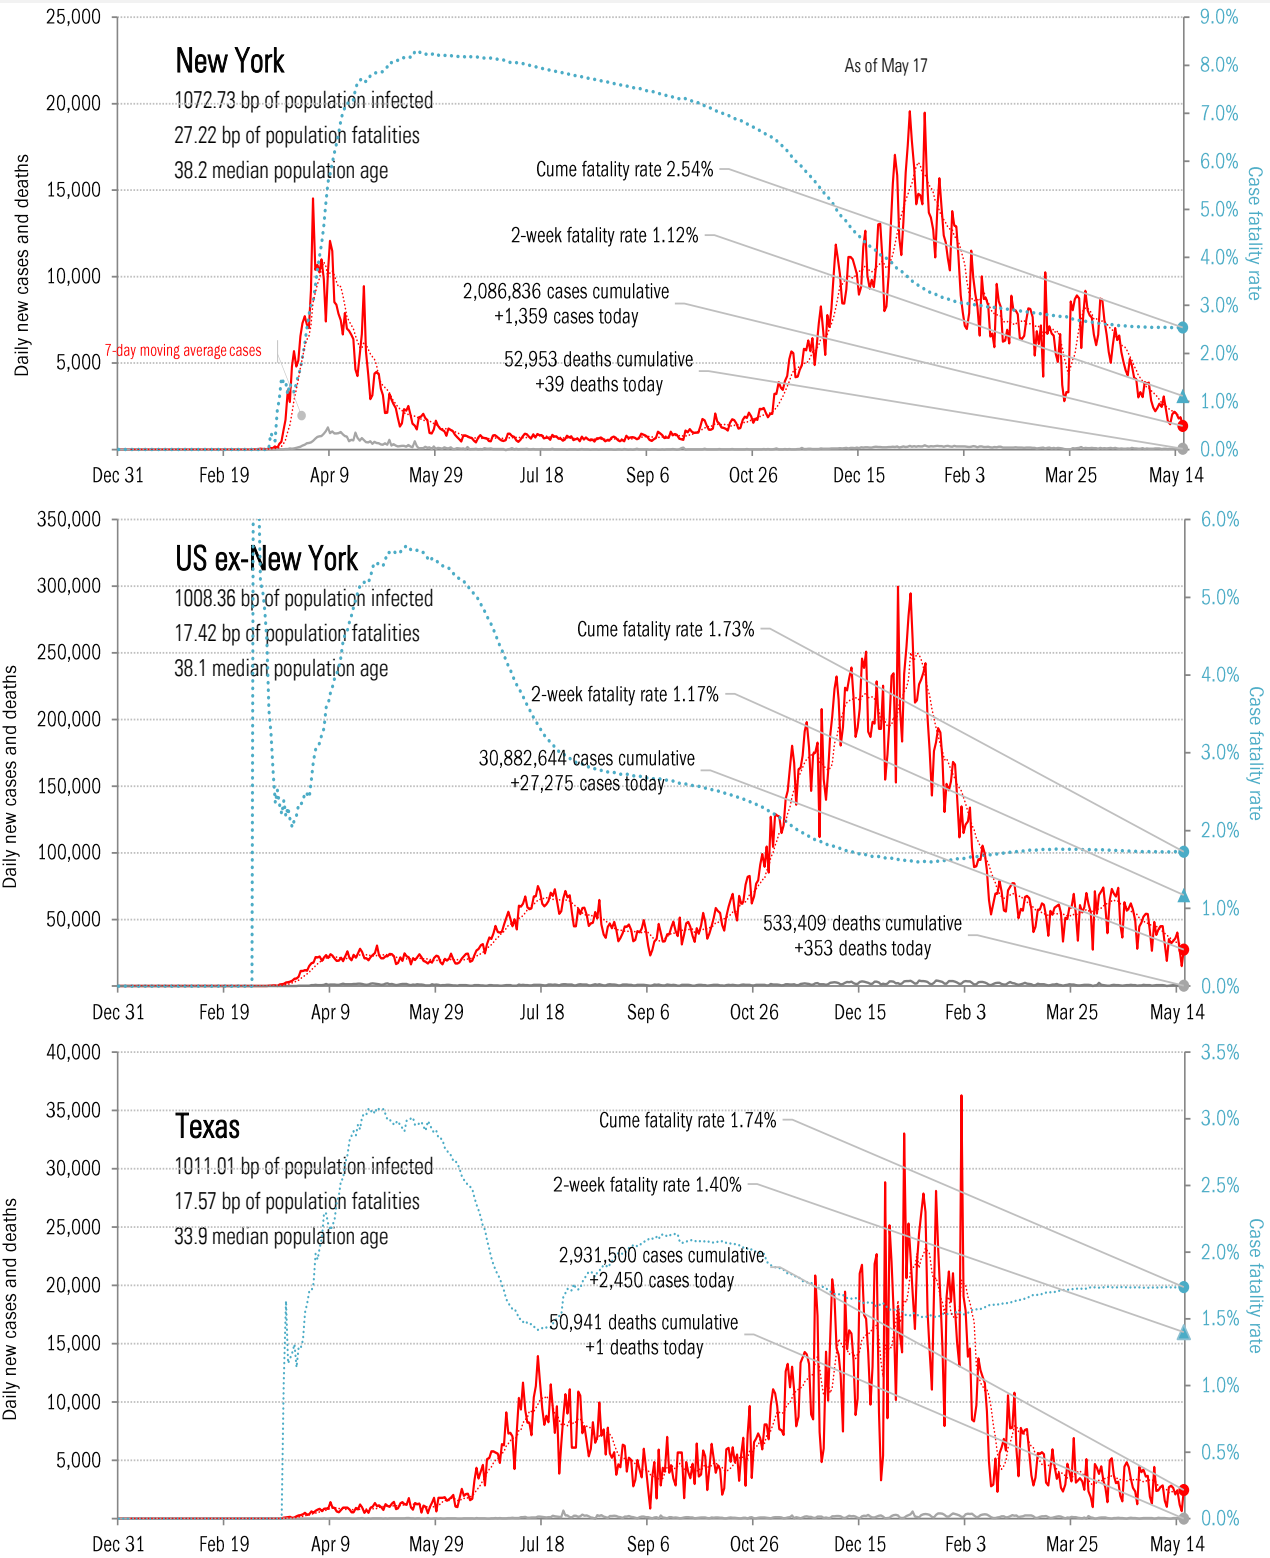 25,000
9.0%
New York
As of May 17
8.0%
1072.73 bp of population infected
20,000
7.0%
27.22 bp of population fatalities
38.2 median population age
Cume fatality rate 2.54%
6.0%
15,000
5.0%
2-week fatality rate 1.12%
4.0%
10,000
2,086,836 cases cumulative
+1,359 cases today
3.0%
7-day moving average cases
52,953 deaths cumulative
+39 deaths today
2.0%
5,000
1.0%
0.0%
Daily new cases and deaths
Case fatality rate
Dec 31 Feb 19 Apr 9 May 29 Jul 18 Sep 6 Oct 26 Dec 15 Feb 3 Mar 25 May 14
350,000
6.0%
US ex-New York
300,000
1008.36 bp of population infected
5.0%
17.42 bp of population fatalities
Cume fatality rate 1.73%
250,000
38.1 median population age
4.0%
2-week fatality rate 1.17%
200,000
30,882,644 cases cumulative
+27,275 cases today
3.0%
150,000
2.0%
100,000
533,409 deaths cumulative
+353 deaths today
1.0%
50,000
0.0%
Daily new cases and deaths
Case fatality rate
Dec 31 Feb 19 Apr 9 May 29 Jul 18 Sep 6 Oct 26 Dec 15 Feb 3 Mar 25 May 14
40,000
3.5%
35,000
Texas
Cume fatality rate 1.74%
3.0%
30,000
1011.01 bp of population infected
2-week fatality rate 1.40%
2.5%
17.57 bp of population fatalities
25,000
33.9 median population age
2,931,500 cases cumulative
+2,450 cases today
2.0%
20,000
50,941 deaths cumulative
+1 deaths today
1.5%
15,000
1.0%
10,000
0.5%
5,000
0.0%
Daily new cases and deaths
Case fatality rate
Dec 31 Feb 19 Apr 9 May 29 Jul 18 Sep 6 Oct 26 Dec 15 Feb 3 Mar 25 May 14